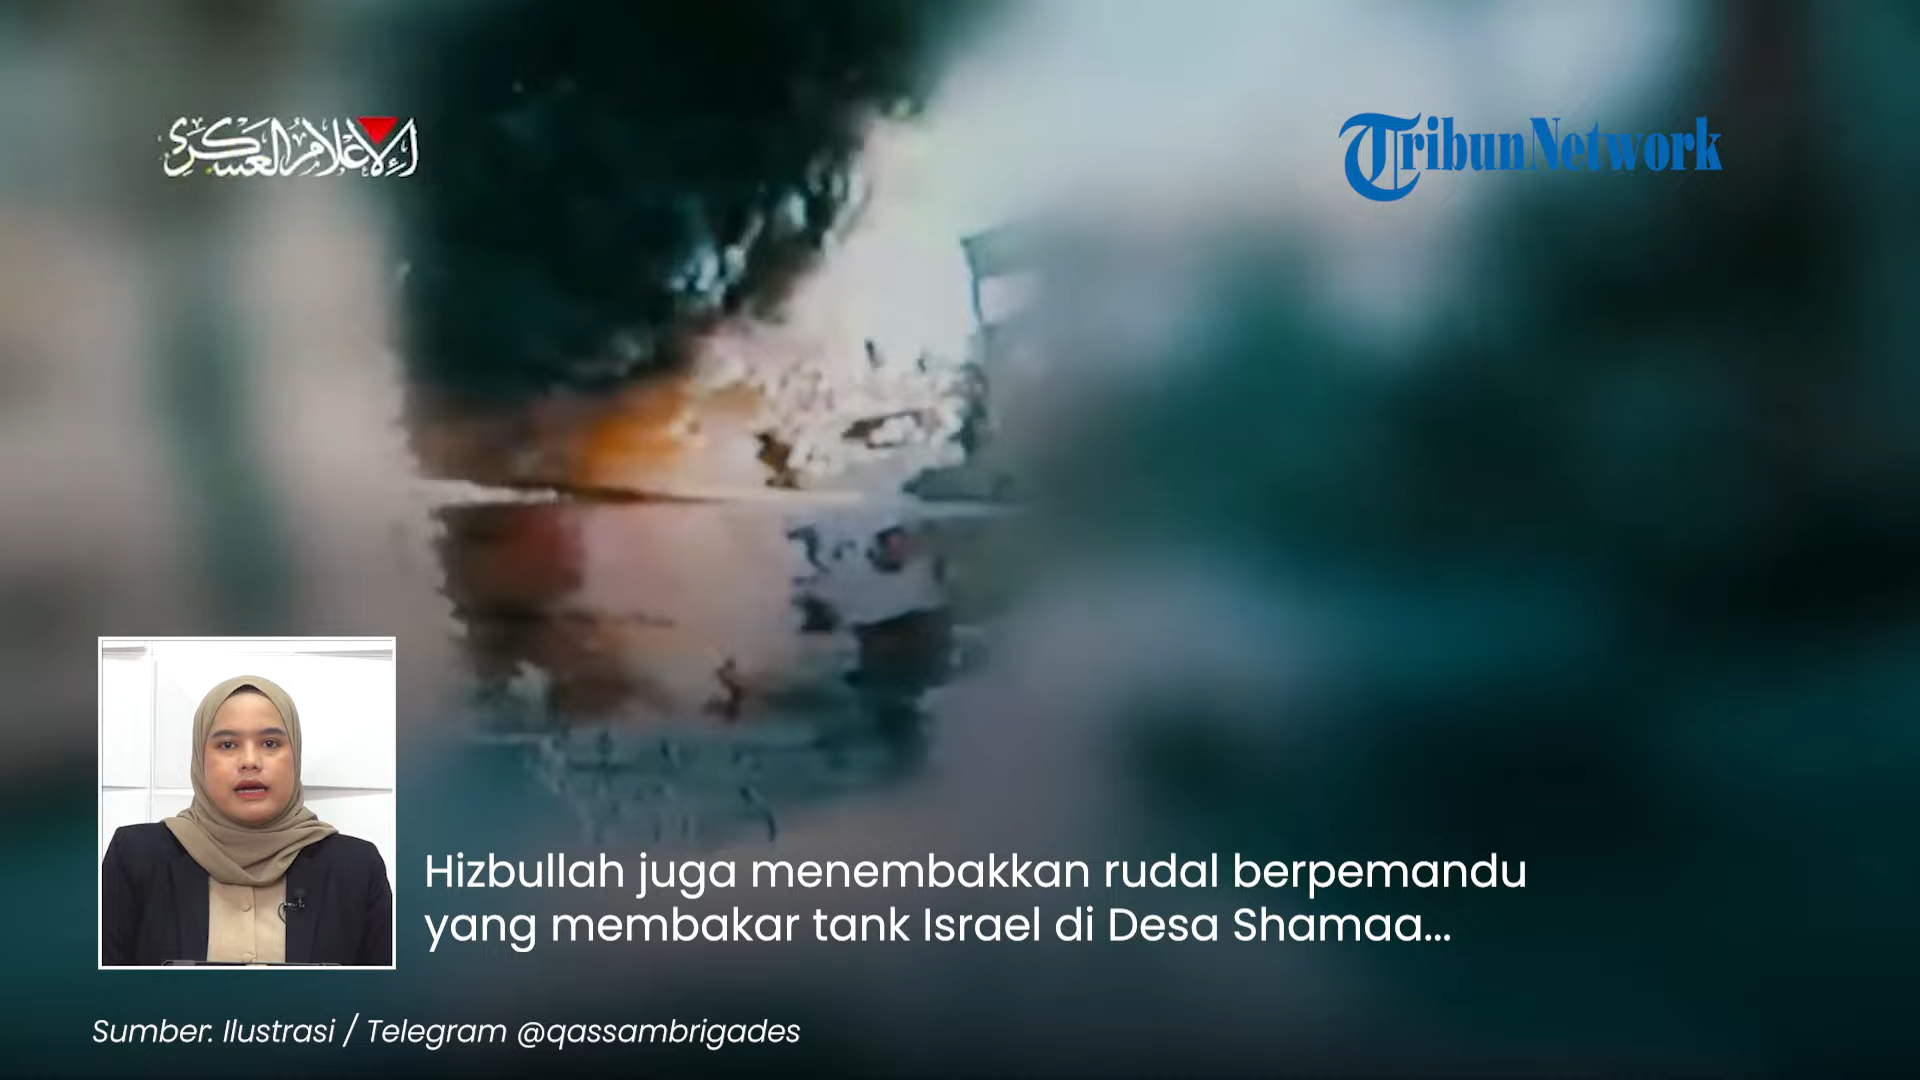 الإعلام العسكري
TribunNetwork
Hizbullah juga menembakkan rudal berpemandu
yang membakar tank Israel di Desa Shamaa...
Sumber: Ilustrasi / Telegram @qassambrigades